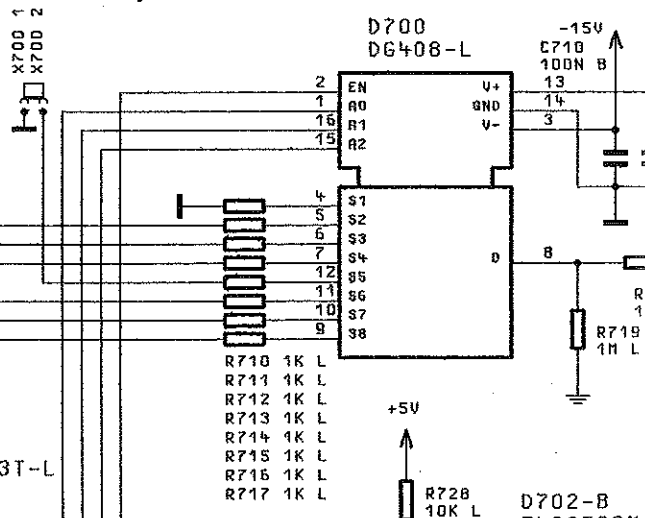 X700 1
X700 2
D700
DG408-L
-15V
C710
100N B
2 EN
1 A0
16 A1
15 A2
V+ 13
GND 14
V- 3
4 S1
5 S2
6 S3
7 S4
12 S5
11 S6
10 S7
9 S8
D 8
R710 1K L
R711 1K L
R712 1K L
R713 1K L
R714 1K L
R715 1K L
R716 1K L
R717 1K L
R
1
R719
1M L
+5V
3T-L
R728
10K L
D702-B